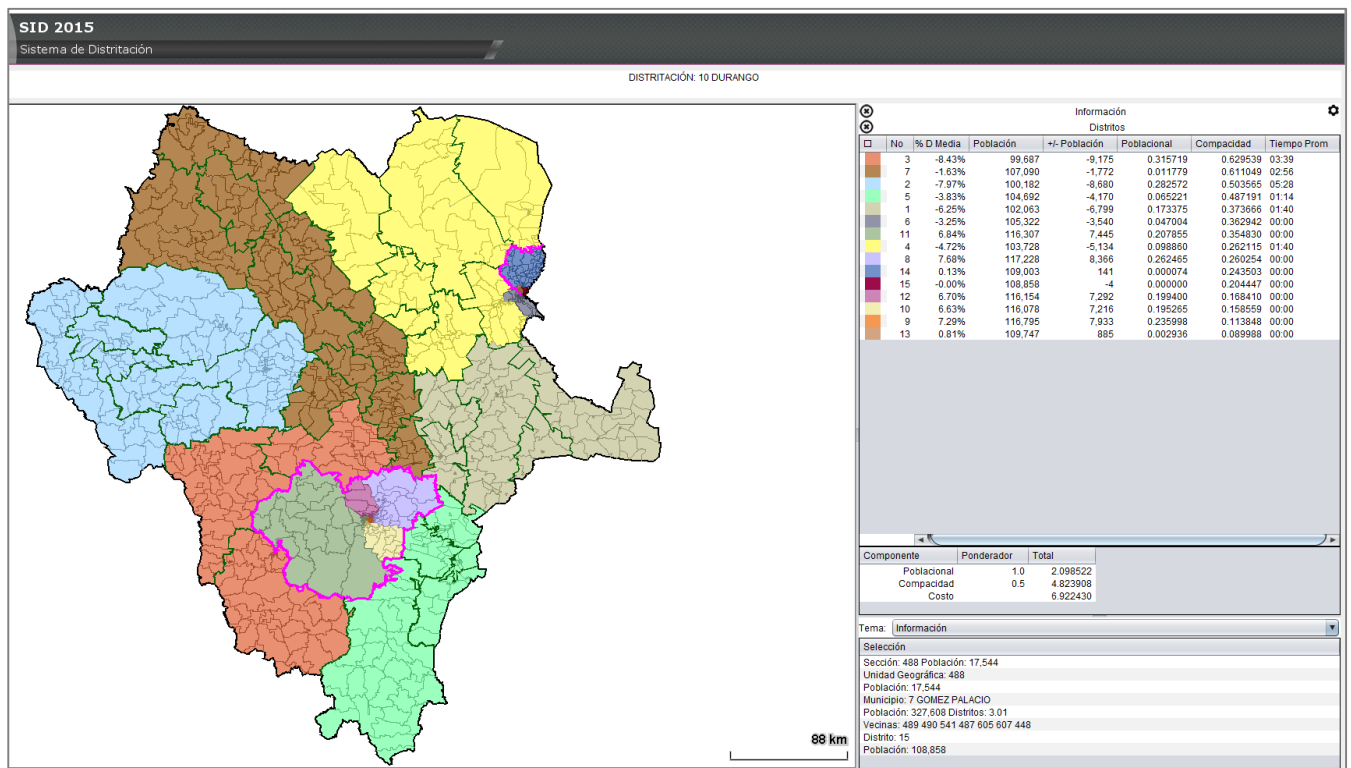 SID 2015
Sistema de Distritación
DISTRITACIÓN: 10 DURANGO
Información
Distritos
No % D Media Población +/- Población Poblacional Compacidad Tiempo Prom
3 -8.43% 99,687 -9,175 0.315719 0.629539 03:39
7 -1.63% 107,090 -1,772 0.011779 0.611049 02:56
2 -7.97% 100,182 -8,680 0.282572 0.503565 05:28
5 -3.83% 104,692 -4,170 0.065221 0.487191 01:14
1 -6.25% 102,063 -6,799 0.173375 0.373666 01:40
6 -3.25% 105,322 -3,540 0.047004 0.362942 00:00
11 6.84% 116,307 7,445 0.207855 0.354830 00:00
4 -4.72% 103,728 -5,134 0.098860 0.262115 01:40
8 7.68% 117,228 8,366 0.262465 0.260254 00:00
14 0.13% 109,003 141 0.000074 0.243503 00:00
15 -0.00% 108,858 -4 0.000000 0.204447 00:00
12 6.70% 116,154 7,292 0.199400 0.168410 00:00
10 6.63% 116,078 7,216 0.195265 0.158559 00:00
9 7.29% 116,795 7,933 0.235998 0.113848 00:00
13 0.81% 109,747 885 0.002936 0.089988 00:00
Componente Ponderador Total
Poblacional 1.0 2.098522
Compacidad 0.5 4.823908
Costo 6.922430
Tema: Información
Selección
Sección: 488 Población: 17,544
Unidad Geográfica: 488
Población: 17,544
Municipio: 7 GOMEZ PALACIO
Población: 327,608 Distritos: 3.01
Vecinas: 489 490 541 487 605 607 448
Distrito: 15
Población: 108,858
88 km